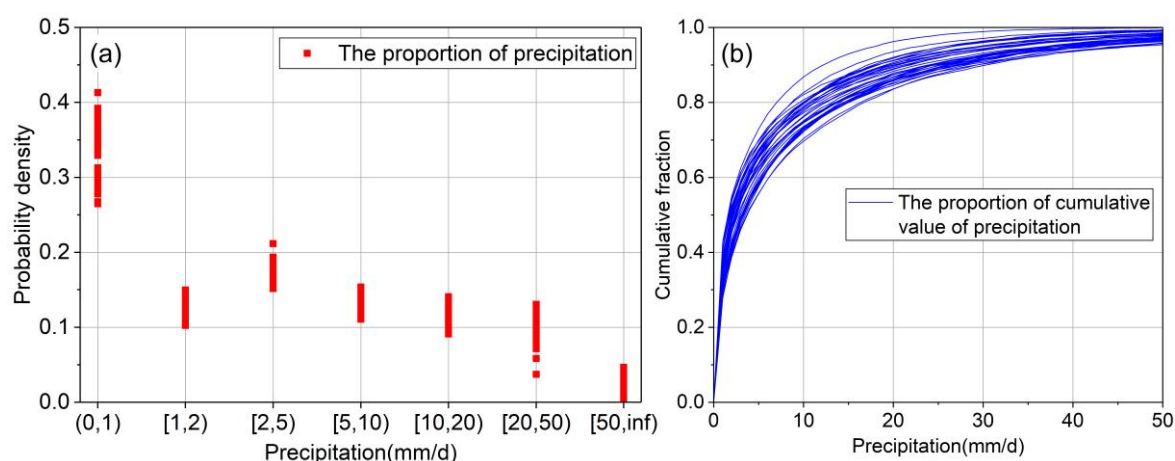 (a)
The proportion of precipitation
Probability density
0.5
0.4
0.3
0.2
0.1
0.0
(0,1) [1,2) [2,5) [5,10) [10,20) [20,50) [50,inf)
Precipitation(mm/d)
(b)
The proportion of cumulative
value of precipitation
Cumulative fraction
1.0
0.8
0.6
0.4
0.2
0.0
0 10 20 30 40 50
Precipitation(mm/d)